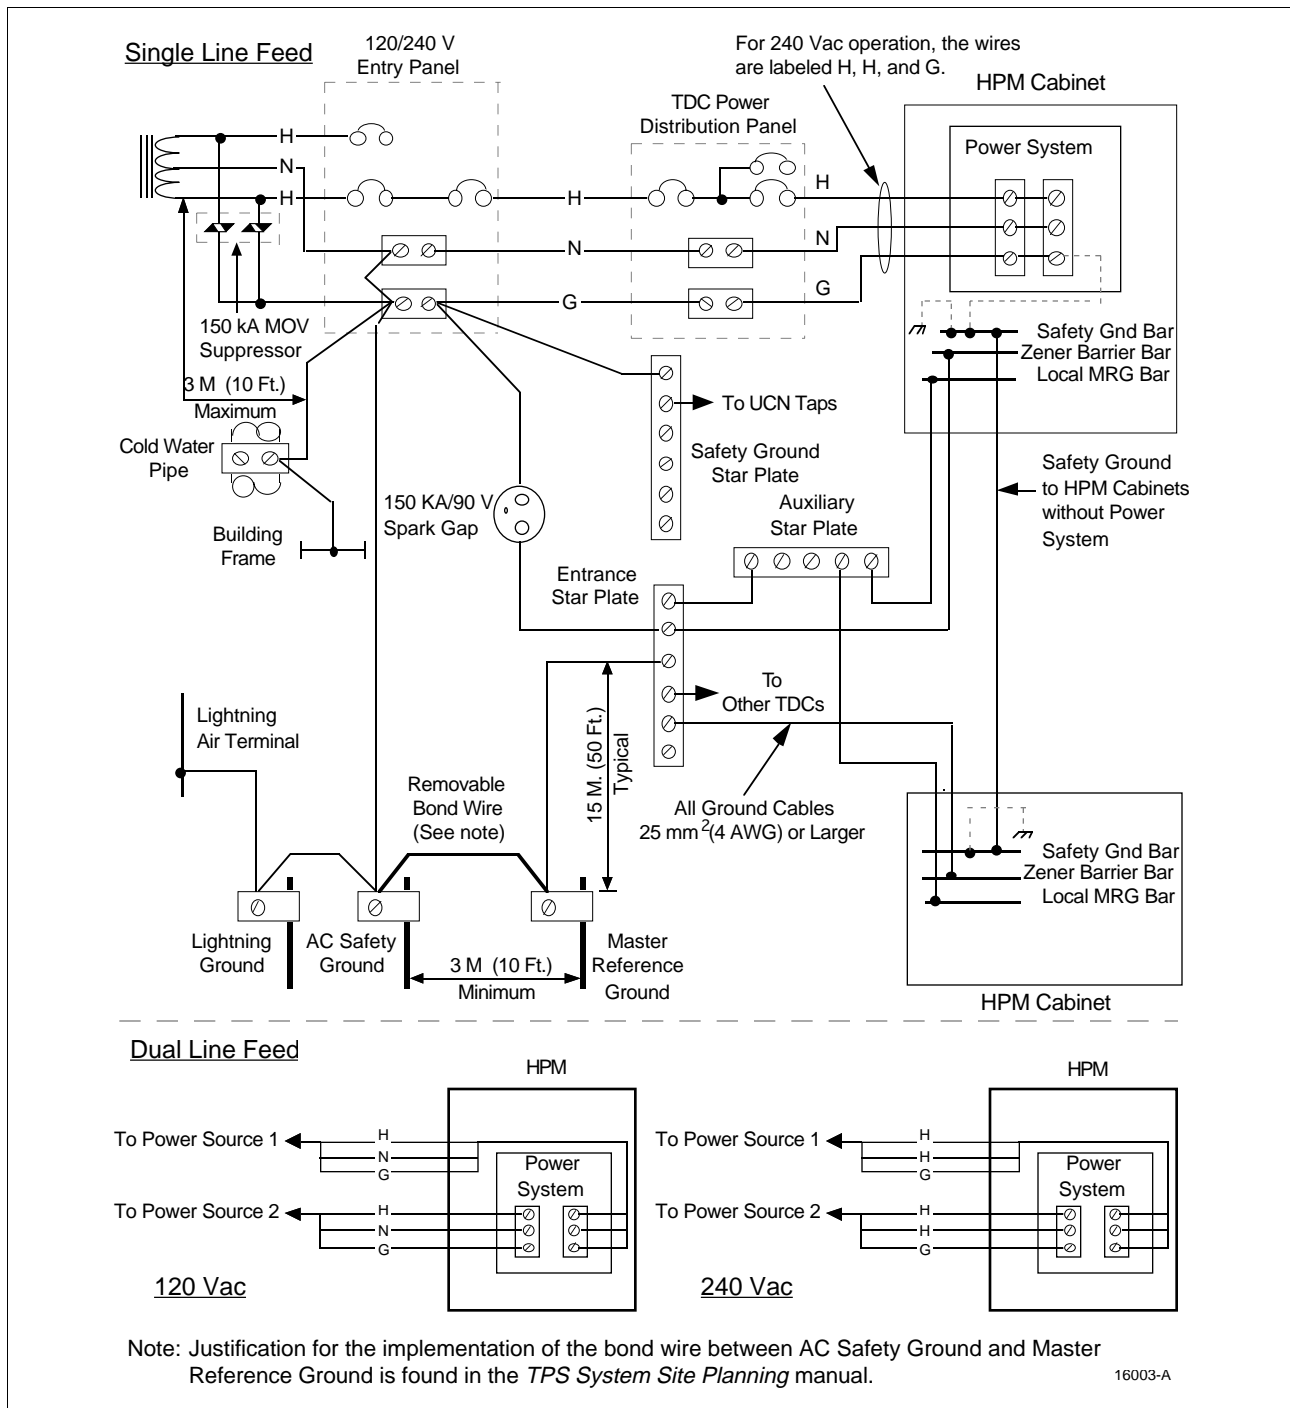 Single Line Feed
120/240 V
Entry Panel
For 240 Vac operation, the wires
are labeled H, H, and G.
HPM Cabinet
TDC Power
Distribution Panel
Power System
H
N
H
H
H
N
N
G
G
150 kA MOV
Suppressor
3 M (10 Ft.)
Maximum
Safety Gnd Bar
Zener Barrier Bar
Local MRG Bar
To UCN Taps
Cold Water
Pipe
Safety Ground
Star Plate
Safety Ground
to HPM Cabinets
without Power
System
150 KA/90 V
Spark Gap
Auxiliary
Star Plate
Building
Frame
Entrance
Star Plate
To
Other TDCs
Lightning
Air Terminal
15 M. (50 Ft.)
Typical
Removable
Bond Wire
(See note)
All Ground Cables
25 mm2(4 AWG) or Larger
Safety Gnd Bar
Zener Barrier Bar
Local MRG Bar
Lightning
Ground
AC Safety
Ground
3 M (10 Ft.)
Minimum
Master
Reference
Ground
HPM Cabinet
Dual Line Feed
HPM
HPM
To Power Source 1
H
N
G
To Power Source 1
H
H
G
Power
System
Power
System
To Power Source 2
H
N
G
To Power Source 2
H
H
G
120 Vac
240 Vac
Note: Justification for the implementation of the bond wire between AC Safety Ground and Master
Reference Ground is found in the TPS System Site Planning manual.
16003-A